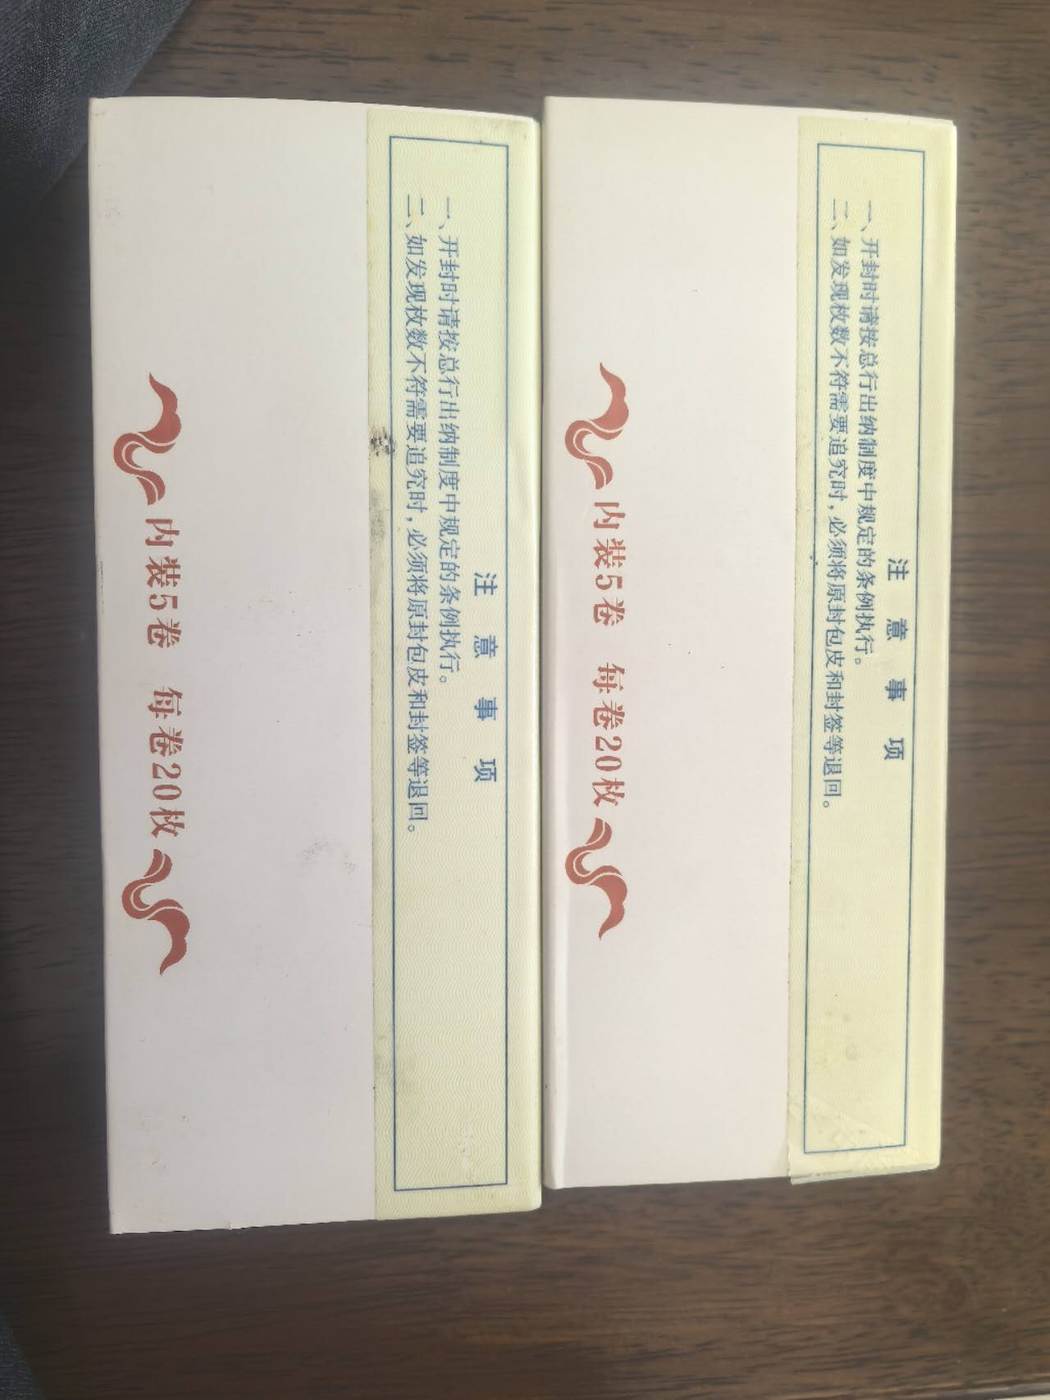 注意事项
一、开封时请按总行出纳制度中规定的条例执行。
二、如发现枚数不符需要追究时，必须将原封包皮和封签等退回。
内装5卷 每卷20枚
注意事项
一、开封时请按总行出纳制度中规定的条例执行。
二、如发现枚数不符需要追究时，必须将原封包皮和封签等退回。
内装5卷 每卷20枚